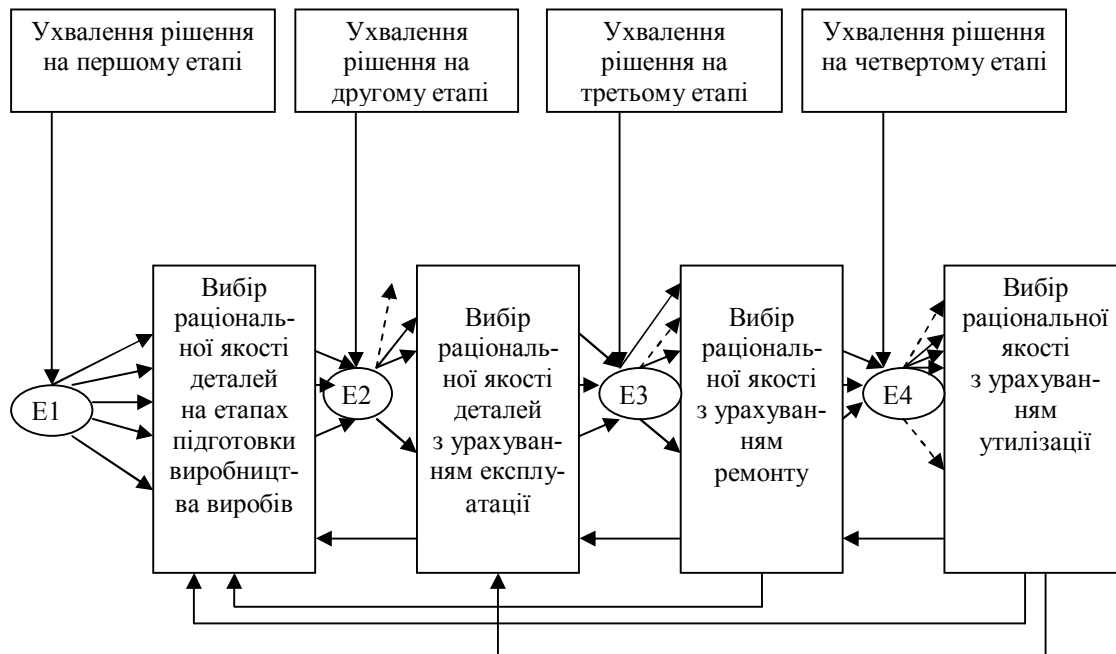 Ухвалення рішення
на першому етапі
Ухвалення
рішення на
другому етапі
Ухвалення
рішення на
третьому етапі
Ухвалення рішення
на четвертому етапі
Е1
Вибір
раціональ-
ної якості
деталей
на етапах
підготовки
виробницт-
ва виробів
Е2
Вибір
раціональ-
ної якості
деталей
з урахуван-
ням експлу-
атації
Е3
Вибір
раціональ-
ної якості
з урахуван-
ням
ремонту
Е4
Вибір
раціональної
якості
з урахуван-
ням
утилізації